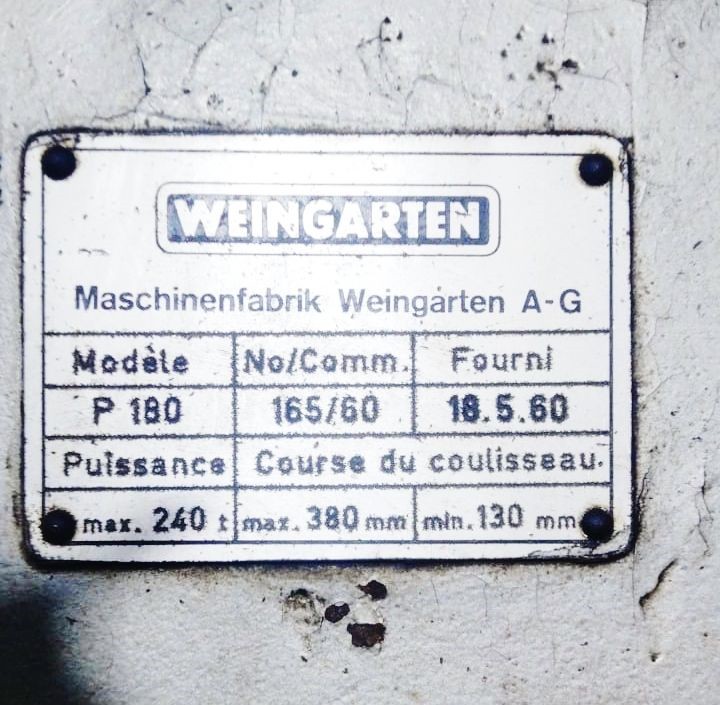 WEINGARTEN
Maschinenfabrik Weingarten A-G
Modèle No/Comm. Fourni
P 180 165/60 18.5.60
Puissance Course du coulisseau.
max. 240 t max. 380 mm min. 130 mm